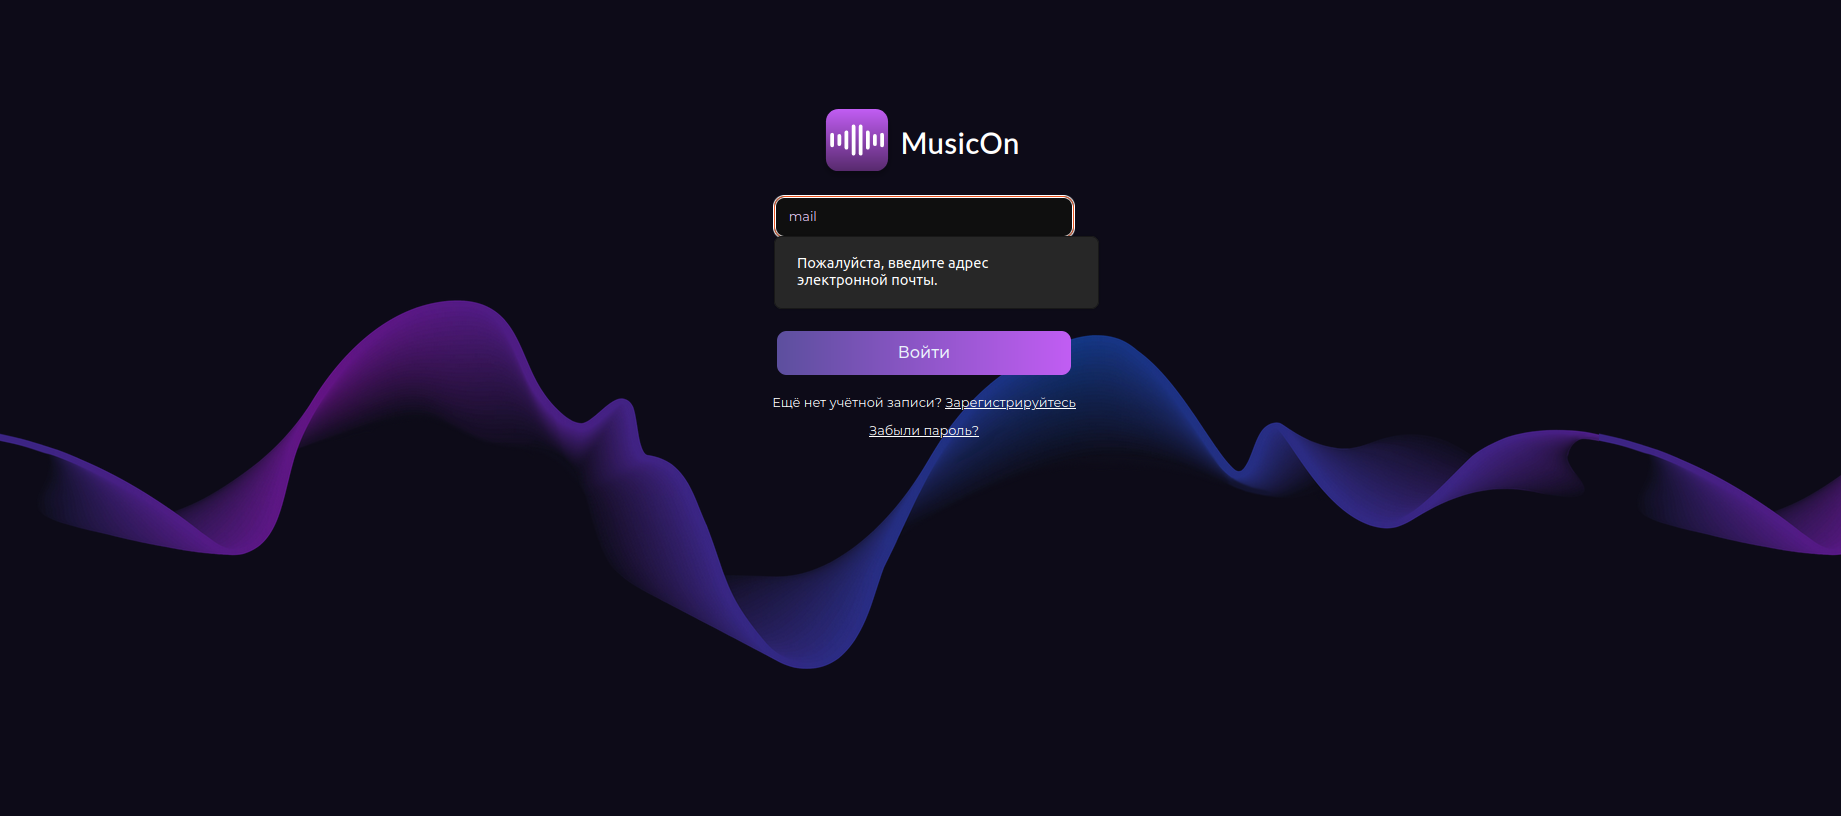 MusicOn
mail
Пожалуйста, введите адрес
электронной почты.
Войти
Ещё нет учётной записи? Зарегистрируйтесь
Забыли пароль?